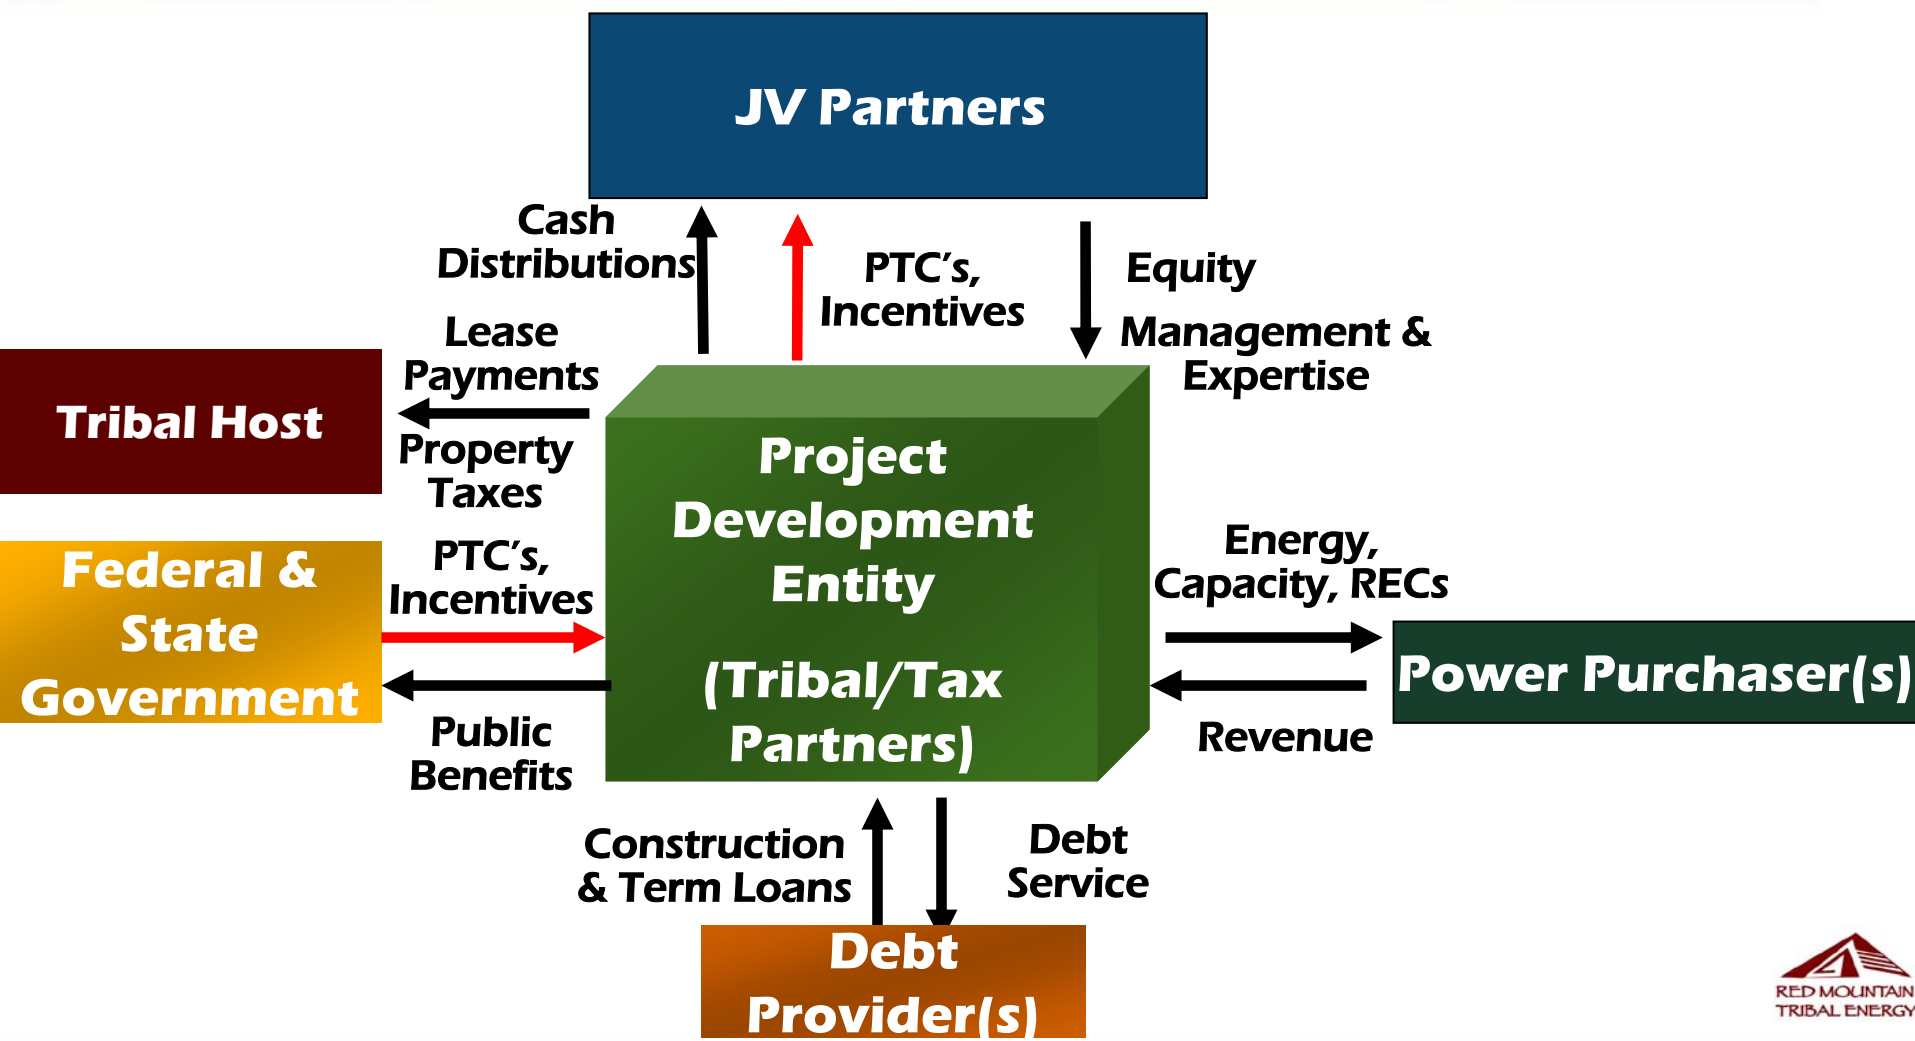 JV Partners
Cash
Distributions
PTC's,
Incentives
Equity
Management &
Expertise
Lease
Payments
Tribal Host
Property
Taxes
Project
Development
Entity
(Tribal/Tax
Partners)
Federal &
State
Government
PTC's,
Incentives
Public
Benefits
Energy,
Capacity, RECs
Power Purchaser(s)
Revenue
Construction
& Term Loans
Debt
Service
Debt
Provider(s)
RED MOUNTAIN
TRIBAL ENERGY